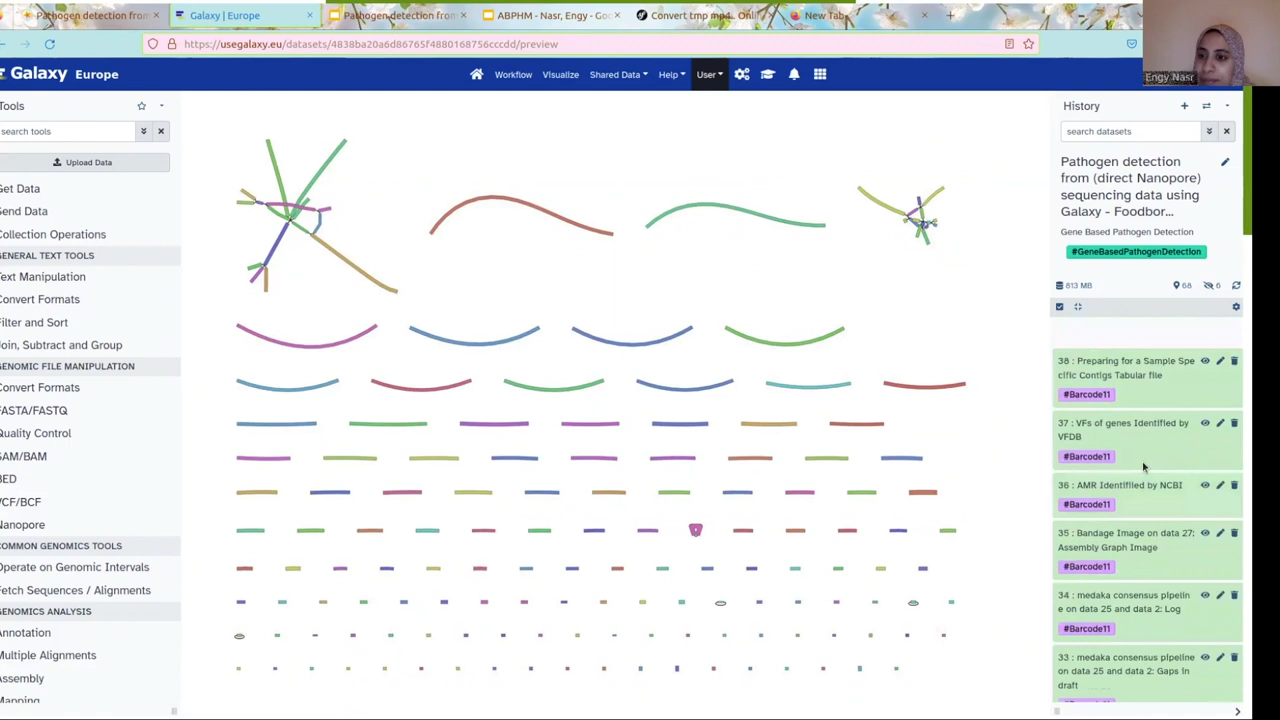 Pathogen detection from
Galaxy | Europe
Pathogen detection from
ABPHM - Nasr, Engy - Go
Convert tmp mp4. Onli
New Tab
https://usegalaxy.eu/datasets/4838ba20a6d86765f4880168756cccdd/preview
Engy Nasr
Galaxy Europe
Workflow
Visualize
Shared Data
Help
User
Tools
search tools
Upload Data
Get Data
Send Data
Collection Operations
GENERAL TEXT TOOLS
Text Manipulation
Convert Formats
Filter and Sort
Join, Subtract and Group
GENOMIC FILE MANIPULATION
Convert Formats
FASTA/FASTQ
Quality Control
SAM/BAM
BED
VCF/BCF
Nanopore
COMMON GENOMICS TOOLS
Operate on Genomic Intervals
Fetch Sequences / Alignments
GENOMICS ANALYSIS
Annotation
Multiple Alignments
Assembly
Mapping
History
search datasets
Pathogen detection
from (direct Nanopore)
sequencing data using
Galaxy - Foodbor...
Gene Based Pathogen Detection
#GeneBasedPathogenDetection
813 MB
68
6
38 : Preparing for a Sample Spe
cific Contigs Tabular file
#Barcode11
37 : VFs of genes Identified by
VFDB
#Barcode11
36 : AMR Identified by NCBI
#Barcode11
35 : Bandage Image on data 27:
Assembly Graph Image
#Barcode11
34 : medaka consensus pipelin
e on data 25 and data 2: Log
#Barcode11
33 : medaka consensus pipeline
on data 25 and data 2: Gaps in
draft